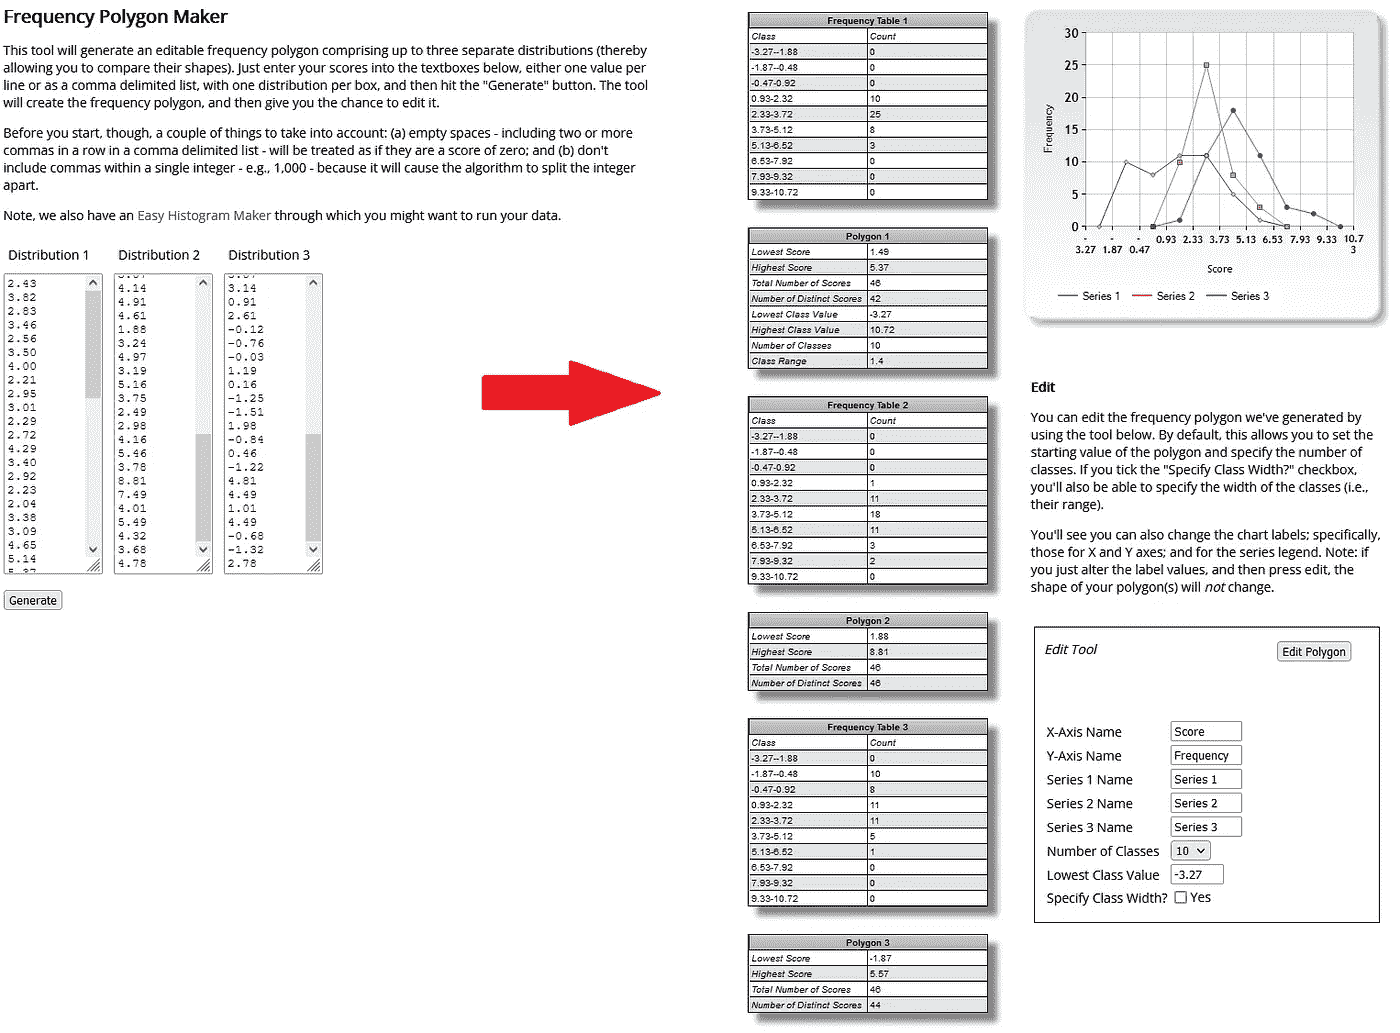 Frequency Polygon Maker
This tool will generate an editable frequency polygon comprising up to three separate distributions (thereby
allowing you to compare their shapes). Just enter your scores into the textboxes below, either one value per
line or as a comma delimited list, with one distribution per box, and then hit the "Generate" button. The tool
will create the frequency polygon, and then give you the chance to edit it.
Before you start, though, a couple of things to take into account: (a) empty spaces - including two or more
commas in a row in a comma delimited list - will be treated as if they are a score of zero; and (b) don't
include commas within a single integer - e.g., 1,000 - because it will cause the algorithm to split the integer
apart.
Note, we also have an Easy Histogram Maker through which you might want to run your data.
Distribution 1
2.43
3.82
2.83
3.46
2.56
3.50
4.00
2.21
2.95
3.01
2.29
2.72
4.29
3.40
2.92
2.23
2.04
3.38
3.09
4.65
5.14
Distribution 2
4.14
4.91
4.61
1.88
3.24
4.97
3.19
5.16
3.75
2.49
2.98
4.16
5.46
3.78
8.81
7.49
4.01
5.49
4.32
3.68
4.78
Distribution 3
3.14
0.91
2.61
-0.12
-0.76
-0.03
1.19
0.16
-1.25
-1.51
1.98
-0.84
0.46
-1.22
4.81
4.49
1.01
4.49
-0.68
-1.32
2.78
Generate
Frequency Table 1
Class Count
-3.27--1.88 0
-1.87--0.48 0
-0.47-0.92 0
0.93-2.32 10
2.33-3.72 25
3.73-5.12 8
5.13-6.52 3
6.53-7.92 0
7.93-9.32 0
9.33-10.72 0
Polygon 1
Lowest Score 1.49
Highest Score 5.37
Total Number of Scores 46
Number of Distinct Scores 42
Lowest Class Value -3.27
Highest Class Value 10.72
Number of Classes 10
Class Range 1.4
Frequency Table 2
Class Count
-3.27--1.88 0
-1.87--0.48 0
-0.47-0.92 0
0.93-2.32 1
2.33-3.72 11
3.73-5.12 18
5.13-6.52 11
6.53-7.92 3
7.93-9.32 2
9.33-10.72 0
Polygon 2
Lowest Score 1.88
Highest Score 8.81
Total Number of Scores 46
Number of Distinct Scores 46
Frequency Table 3
Class Count
-3.27--1.88 0
-1.87--0.48 10
-0.47-0.92 8
0.93-2.32 11
2.33-3.72 11
3.73-5.12 5
5.13-6.52 1
6.53-7.92 0
7.93-9.32 0
9.33-10.72 0
Polygon 3
Lowest Score -1.87
Highest Score 5.57
Total Number of Scores 46
Number of Distinct Scores 44
30
25
20
15
10
5
0
Frequency
- - - 0.93 2.33 3.73 5.13 6.53 7.93 9.33 10.7
3.27 1.87 0.47 3
Score
Series 1 Series 2 Series 3
Edit
You can edit the frequency polygon we've generated by
using the tool below. By default, this allows you to set the
starting value of the polygon and specify the number of
classes. If you tick the "Specify Class Width?" checkbox,
you'll also be able to specify the width of the classes (i.e.,
their range).
You'll see you can also change the chart labels; specifically,
those for X and Y axes; and for the series legend. Note: if
you just alter the label values, and then press edit, the
shape of your polygon(s) will not change.
Edit Tool
Edit Polygon
X-Axis Name Score
Y-Axis Name Frequency
Series 1 Name Series 1
Series 2 Name Series 2
Series 3 Name Series 3
Number of Classes 10
Lowest Class Value -3.27
Specify Class Width? Yes